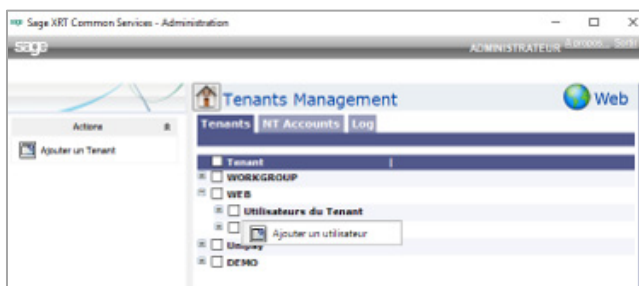 Sage XRT Common Services - Administration
sage
ADMINISTRATEUR A propos... Sortir
Tenants Management
Web
Actions
Tenants NT Accounts Log
Ajouter un Tenant
Tenant
WORKGROUP
WEB
Utilisateurs du Tenant
Ajouter un utilisateur
DEMO